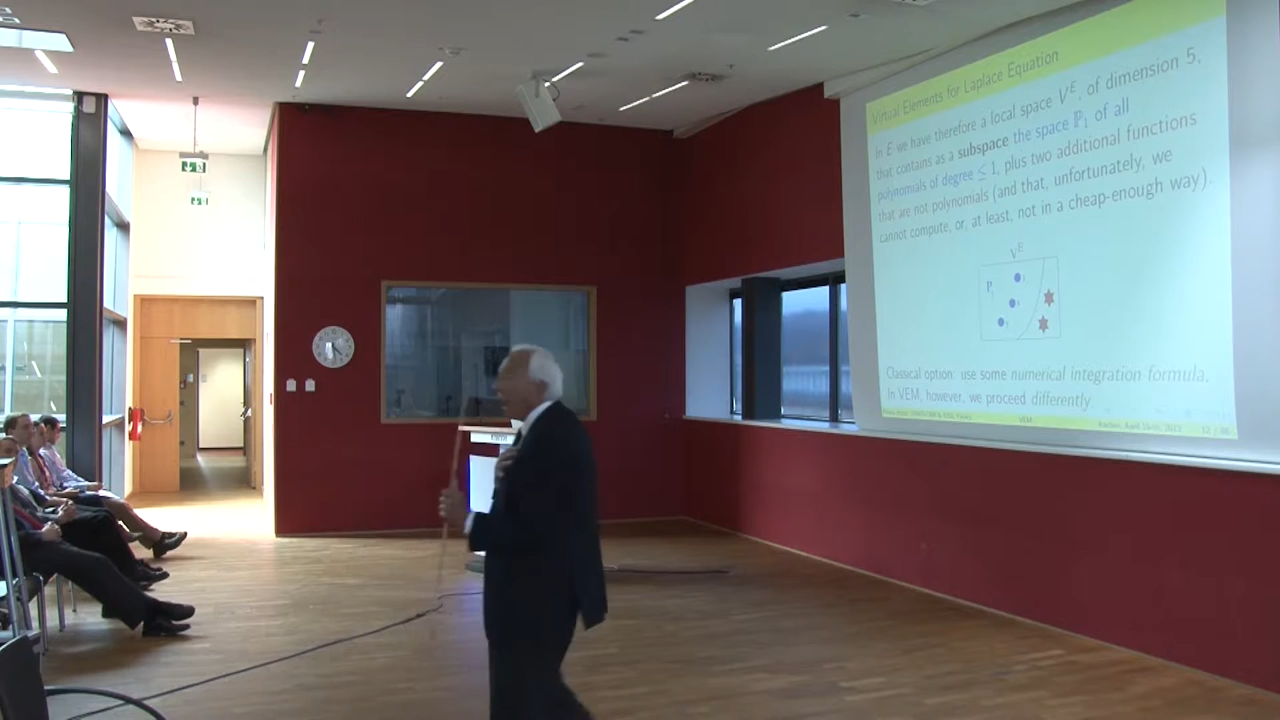 Virtual Elements for Laplace Equation
In E we have therefore a local space V^E, of dimension 5,
that contains as a subspace the space ℙ₁ of all
polynomials of degree ≤ 1, plus two additional functions
that are not polynomials (and that, unfortunately, we
cannot compute, or, at least, not in a cheap-enough way).
V^E
P₁
Classical option: use some numerical integration formula.
In VEM, however, we proceed differently.
VEM
12 /